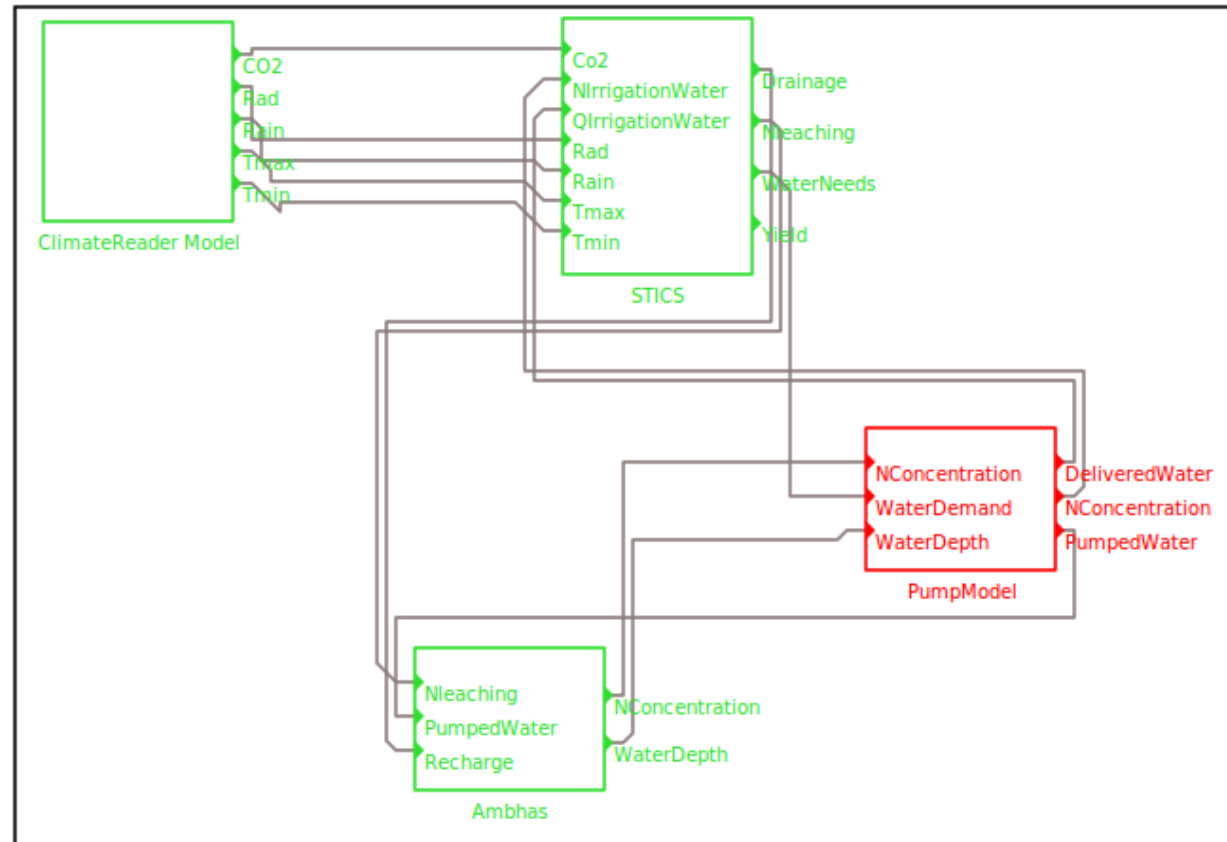 CO2
Rad
Rain
Tmax
Tmin
ClimateReader Model
Co2
NIrrigationWater
QIrrigationWater
Rad
Rain
Tmax
Tmin
Drainage
Nleaching
WaterNeeds
Yield
STICS
NConcentration
WaterDemand
WaterDepth
DeliveredWater
NConcentration
PumpedWater
PumpModel
Nleaching
PumpedWater
Recharge
NConcentration
WaterDepth
Ambhas